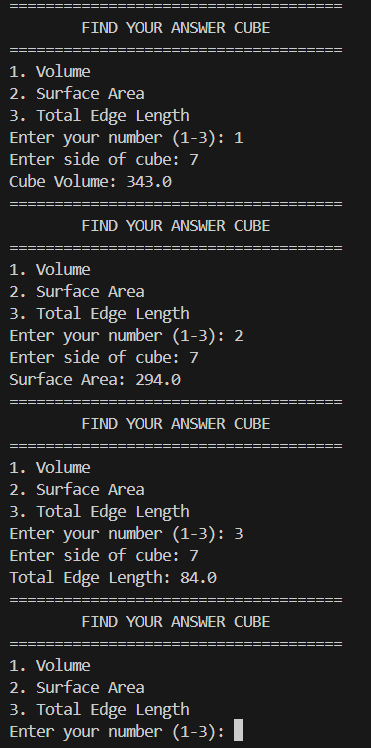 =====================================
        FIND YOUR ANSWER CUBE
=====================================
1. Volume
2. Surface Area
3. Total Edge Length
Enter your number (1-3): 1
Enter side of cube: 7
Cube Volume: 343.0
=====================================
        FIND YOUR ANSWER CUBE
=====================================
1. Volume
2. Surface Area
3. Total Edge Length
Enter your number (1-3): 2
Enter side of cube: 7
Surface Area: 294.0
=====================================
        FIND YOUR ANSWER CUBE
=====================================
1. Volume
2. Surface Area
3. Total Edge Length
Enter your number (1-3): 3
Enter side of cube: 7
Total Edge Length: 84.0
=====================================
        FIND YOUR ANSWER CUBE
=====================================
1. Volume
2. Surface Area
3. Total Edge Length
Enter your number (1-3):